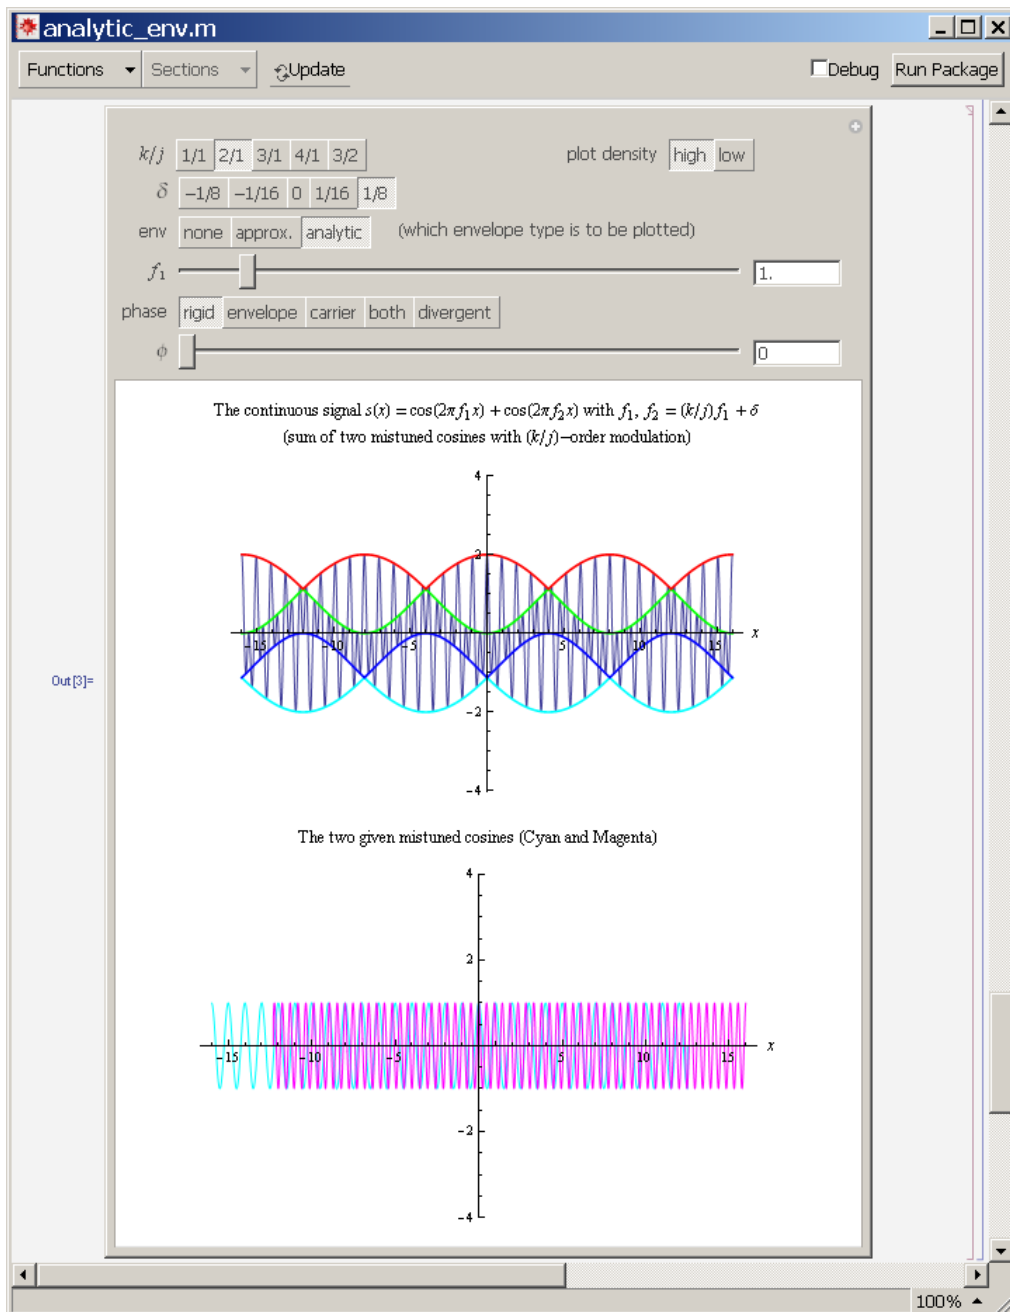 analytic_env.m
Functions Sections Update Debug Run Package
k/j 1/1 2/1 3/1 4/1 3/2 plot density high low
δ −1/8 −1/16 0 1/16 1/8
env none approx. analytic (which envelope type is to be plotted)
f₁ 1.
phase rigid envelope carrier both divergent
ϕ 0
The continuous signal s(x) = cos(2πf₁x) + cos(2πf₂x) with f₁, f₂ = (k/j)f₁ + δ
(sum of two mistuned cosines with (k/j)−order modulation)
4
2
−15 −10 −5 5 10 15 x
Out[3]=
−2
−4
The two given mistuned cosines (Cyan and Magenta)
4
2
−15 −10 −5 5 10 15 x
−2
−4
100%